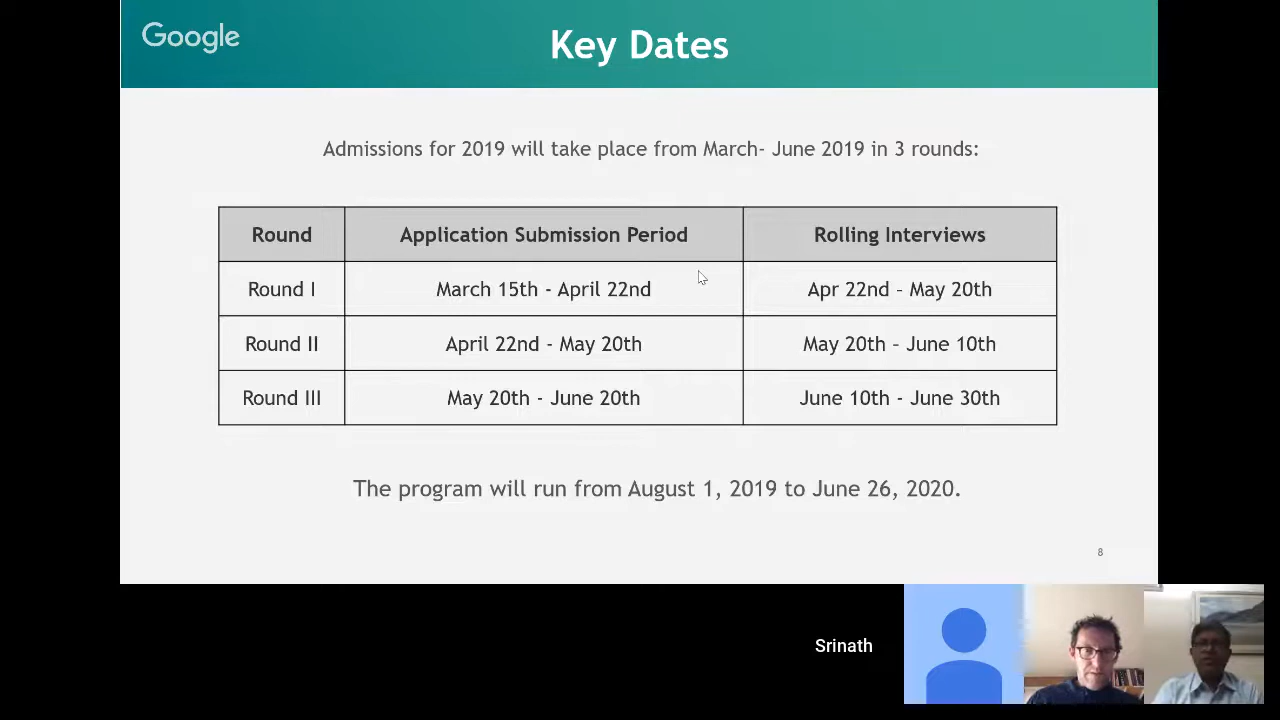 Google
Key Dates
Admissions for 2019 will take place from March- June 2019 in 3 rounds:
Round Application Submission Period Rolling Interviews
Round I March 15th - April 22nd Apr 22nd – May 20th
Round II April 22nd - May 20th May 20th – June 10th
Round III May 20th - June 20th June 10th - June 30th
The program will run from August 1, 2019 to June 26, 2020.
8
Srinath